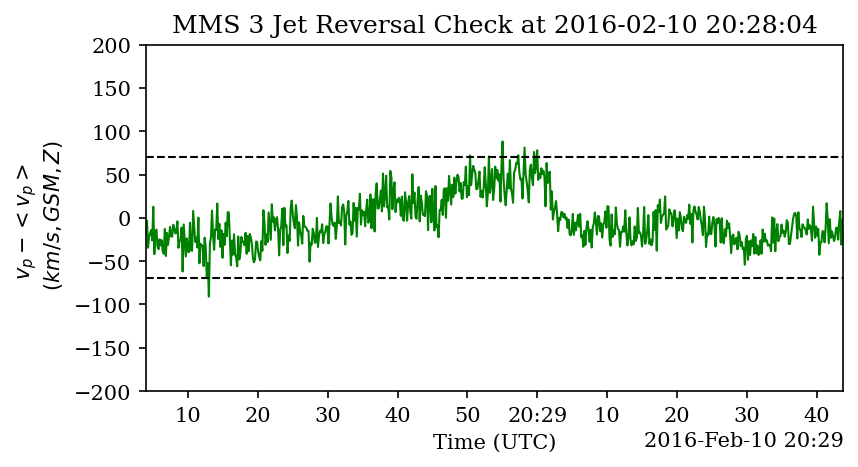 MMS 3 Jet Reversal Check at 2016-02-10 20:28:04
200
150
100
50
0
−50
−100
−150
−200
v_p − < v_p >
(km/s, GSM, Z)
10 20 30 40 50 20:29 10 20 30 40
Time (UTC)
2016-Feb-10 20:29